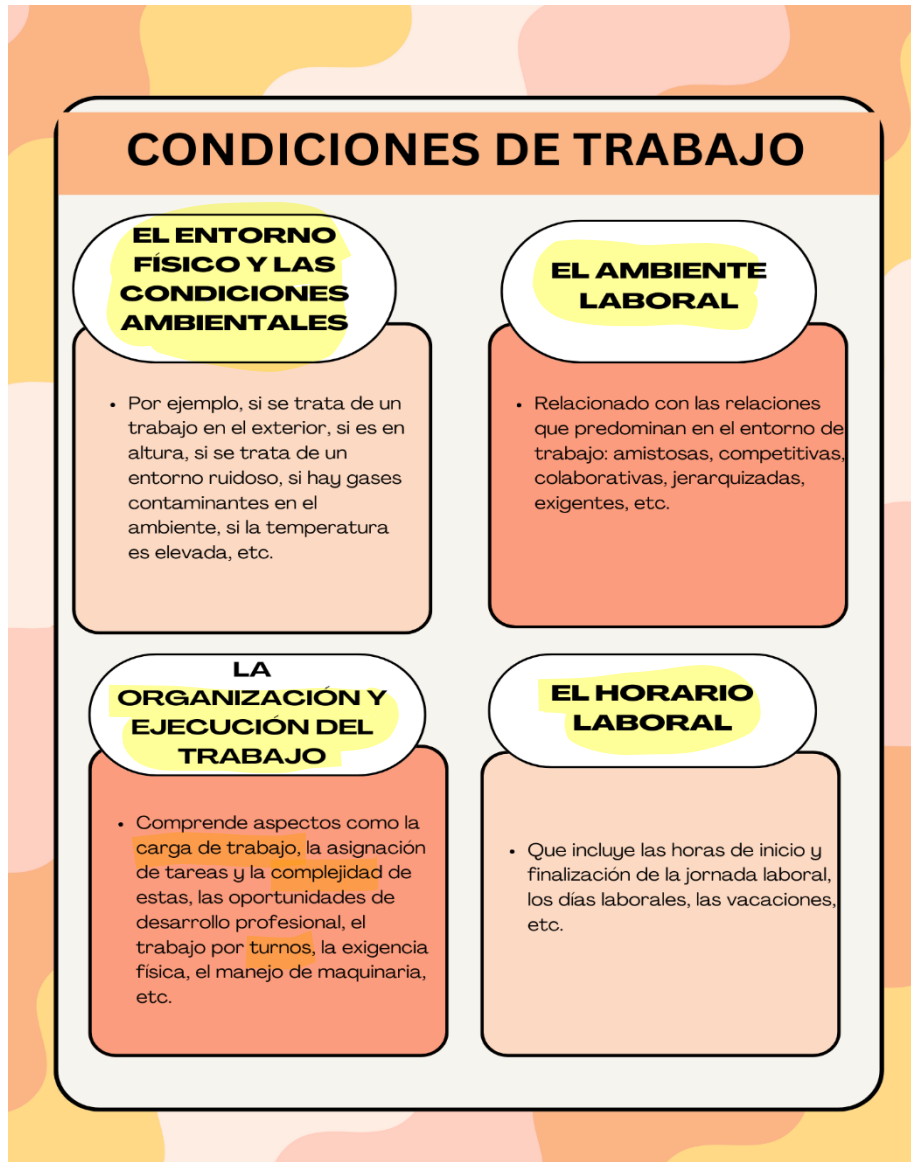 CONDICIONES DE TRABAJO
EL ENTORNO
FÍSICO Y LAS
CONDICIONES
AMBIENTALES
• Por ejemplo, si se trata de un
trabajo en el exterior, si es en
altura, si se trata de un
entorno ruidoso, si hay gases
contaminantes en el
ambiente, si la temperatura
es elevada, etc.
EL AMBIENTE
LABORAL
• Relacionado con las relaciones
que predominan en el entorno de
trabajo: amistosas, competitivas,
colaborativas, jerarquizadas,
exigentes, etc.
LA
ORGANIZACIÓN Y
EJECUCIÓN DEL
TRABAJO
• Comprende aspectos como la
carga de trabajo, la asignación
de tareas y la complejidad de
estas, las oportunidades de
desarrollo profesional, el
trabajo por turnos, la exigencia
física, el manejo de maquinaria,
etc.
EL HORARIO
LABORAL
• Que incluye las horas de inicio y
finalización de la jornada laboral,
los días laborales, las vacaciones,
etc.